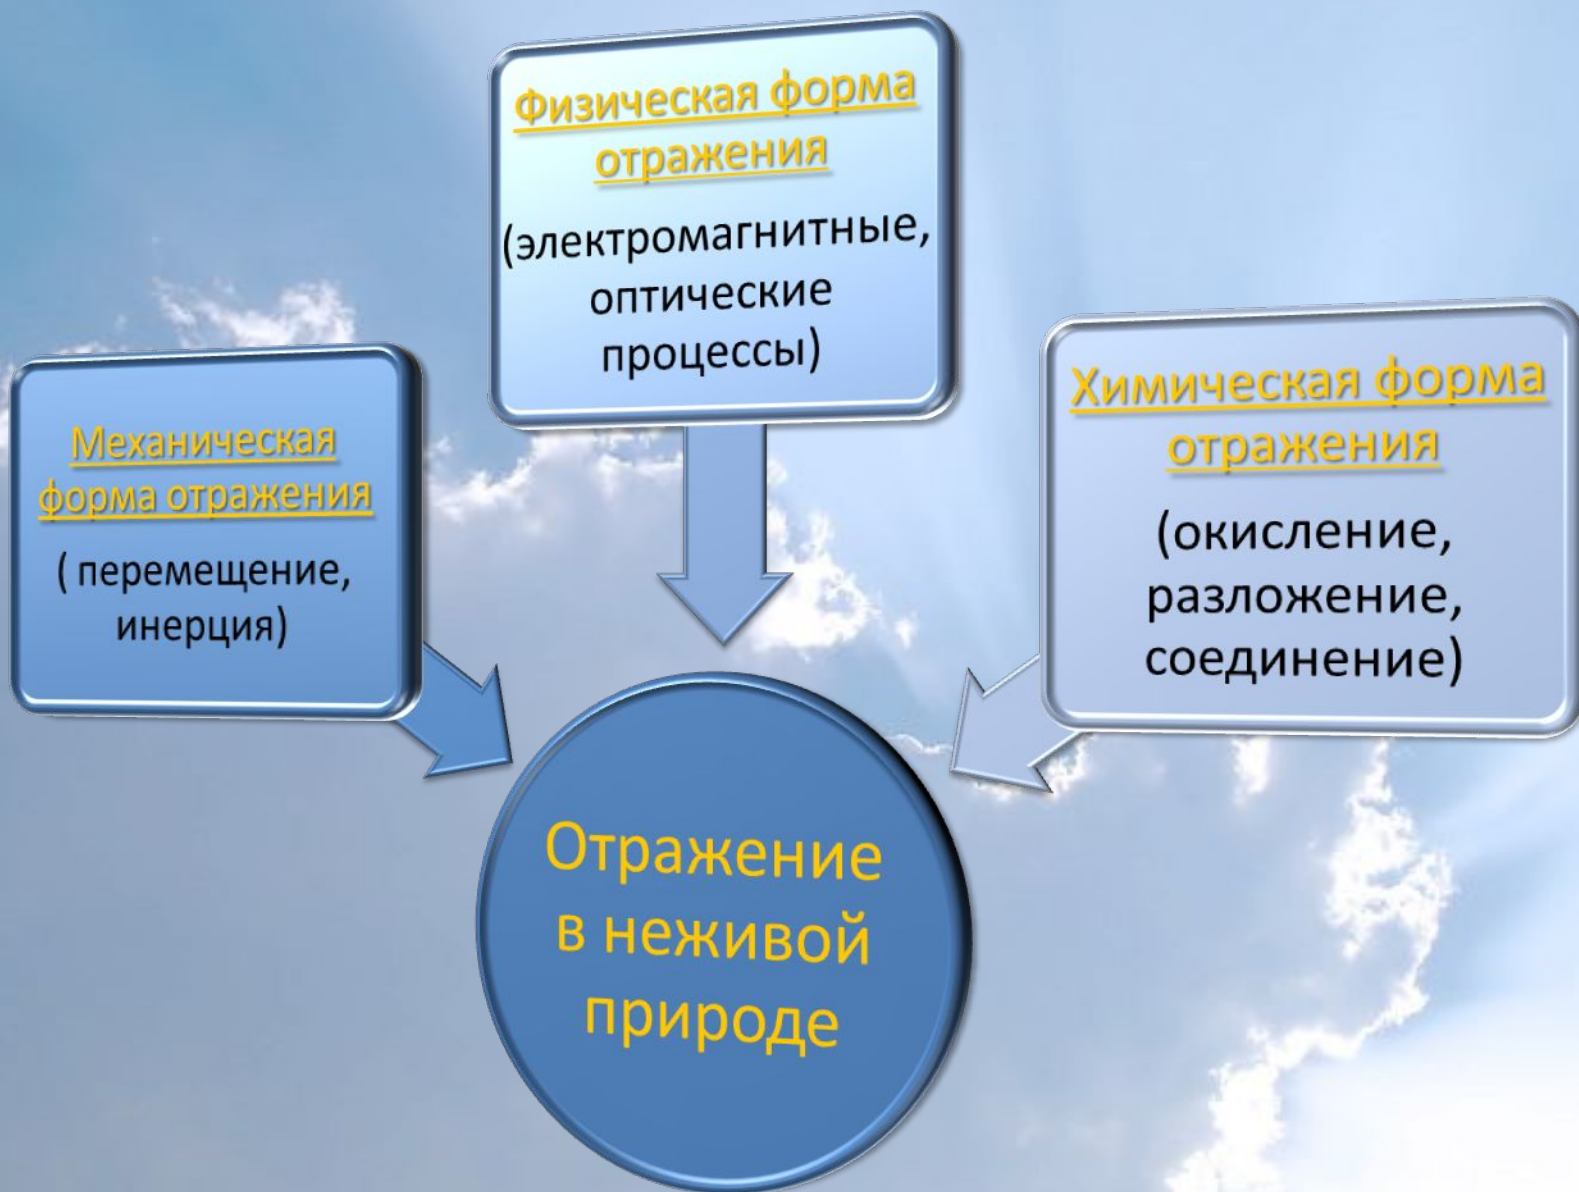 Физическая форма
отражения
(электромагнитные,
оптические
процессы)
Механическая
форма отражения
( перемещение,
инерция)
Химическая форма
отражения
(окисление,
разложение,
соединение)
Отражение
в неживой
природе